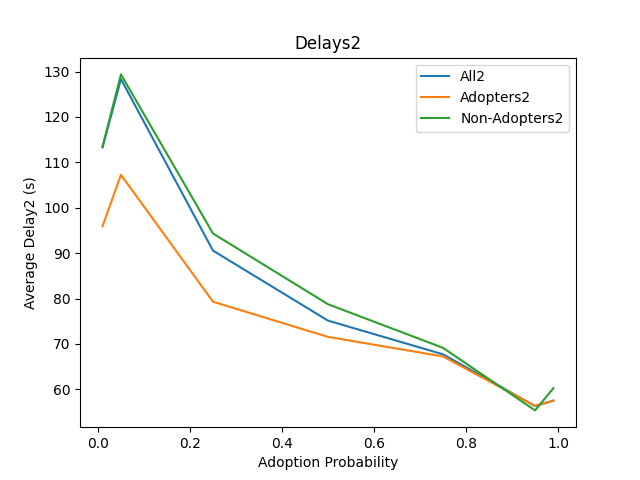 Delays2
All2
Adopters2
Non-Adopters2
Average Delay2 (s)
130
120
110
100
90
80
70
60
0.0 0.2 0.4 0.6 0.8 1.0
Adoption Probability